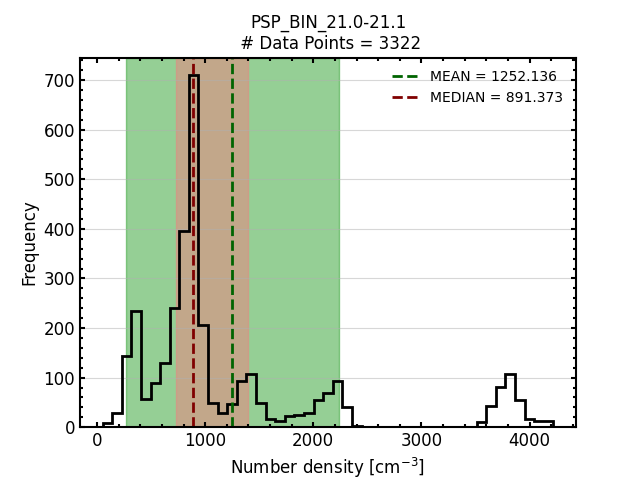 PSP_BIN_21.0-21.1
# Data Points = 3322
MEAN = 1252.136
MEDIAN = 891.373
Frequency
700
600
500
400
300
200
100
0
0 1000 2000 3000 4000
Number density [cm⁻³]